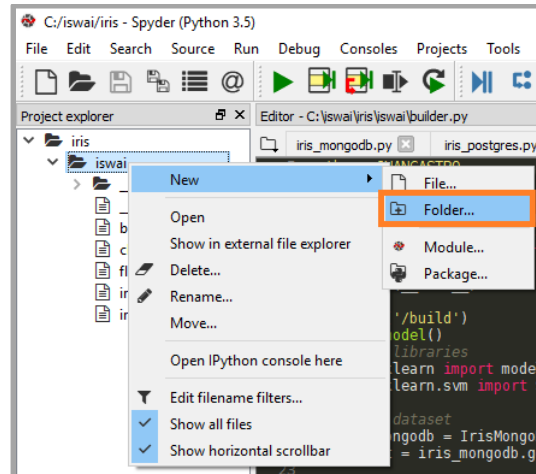 C:/iswai/iris - Spyder (Python 3.5)
File Edit Search Source Run Debug Consoles Projects Tools
Project explorer
Editor - C:\iswai\iris\iswai\builder.py
iris
iris_mongodb.py
iris_postgres.py
iswai
New
File...
Folder...
Open
Show in external file explorer
Module...
Delete...
Package...
Rename...
Move...
'/build')
odel()
libraries
Open IPython console here
learn import mode
learn.svm import
Edit filename filters...
Show all files
dataset
ngodb = IrisMongo
Show horizontal scrollbar
= iris_mongodb.g
23